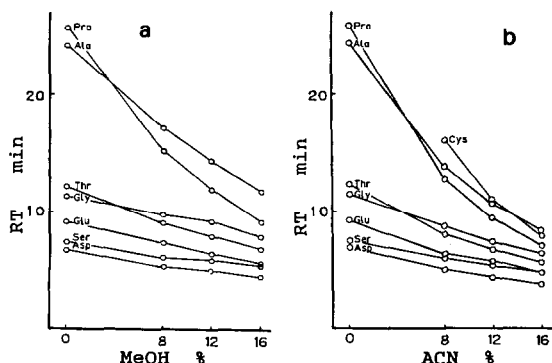 a
Pro
Ala
20
Thr
Gly
10
Glu
Ser
Asp
RT min
0 8 12 16
MeOH %
b
Pro
Ala
20
Cys
Thr
Gly
10
Glu
Ser
Asp
RT min
0 8 12 16
ACN %